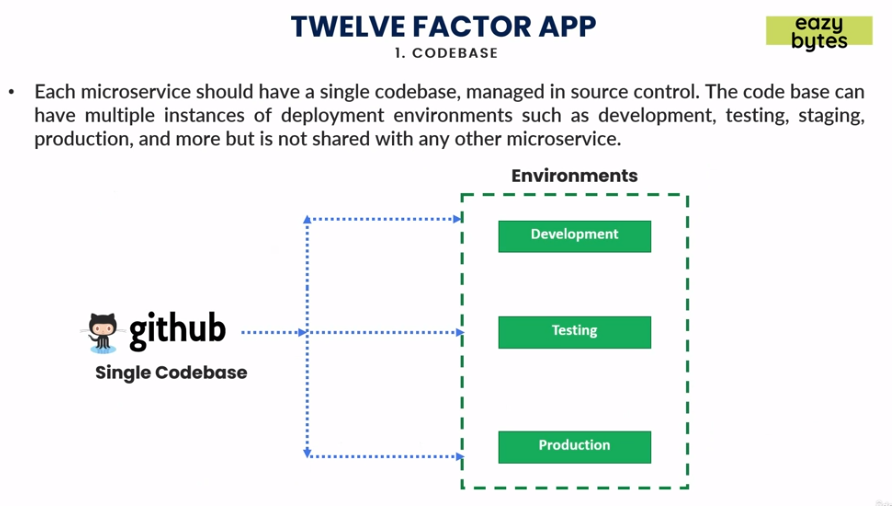 TWELVE FACTOR APP
1. CODEBASE
eazy
bytes
• Each microservice should have a single codebase, managed in source control. The code base can
have multiple instances of deployment environments such as development, testing, staging,
production, and more but is not shared with any other microservice.
Environments
Development
github
Testing
Single Codebase
Production